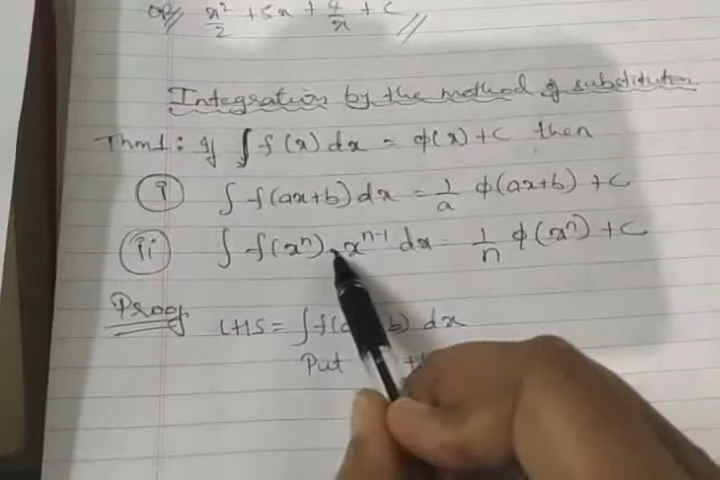 OR, x²/2 + 5x + 4/x + c //
Integration by the method of substitution
Thm1: If ∫ f(x) dx = φ(x) + c then
(i) ∫ f(ax+b) dx = 1/a φ(ax+b) + c
(ii) ∫ f(xⁿ) · xⁿ⁻¹ dx = 1/n φ(xⁿ) + c
Proof LHS = ∫ f(a b) dx
Put